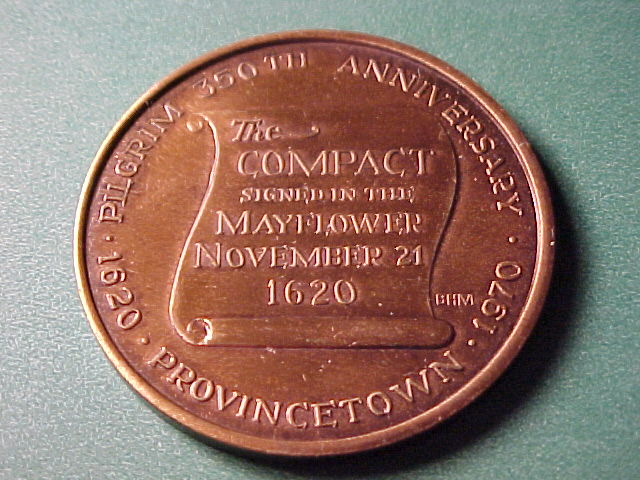 PILGRIM 350TH ANNIVERSARY
1620 · PROVINCETOWN · 1970
The
COMPACT
SIGNED IN THE
MAYFLOWER
NOVEMBER 21
1620
BHM